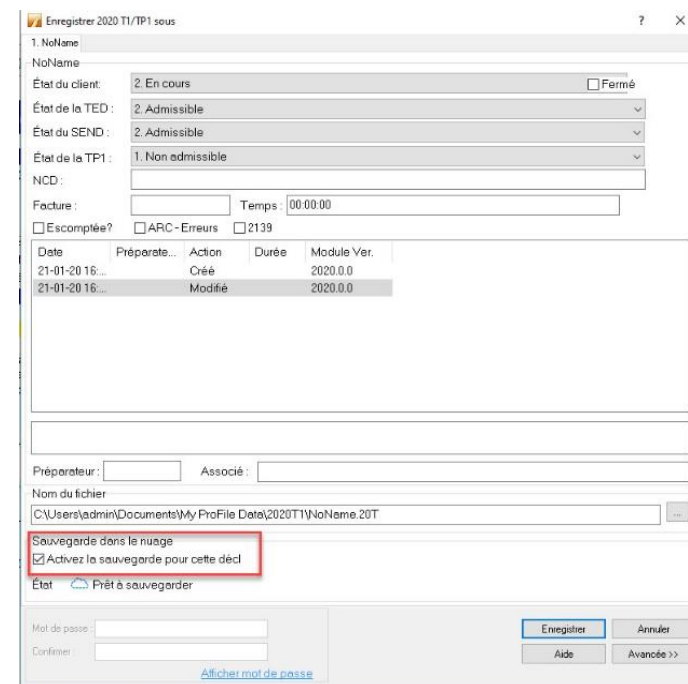 Enregistrer 2020 T1/TP1 sous ? ×
1. NoName
NoName
État du client: 2. En cours Fermé
État de la TED : 2. Admissible
État du SEND : 2. Admissible
État de la TP1 : 1. Non admissible
NCD :
Facture : Temps : 00:00:00
Escomptée? ARC - Erreurs 2139
Date Préparate... Action Durée Module Ver.
21-01-20 16:... Créé 2020.0.0
21-01-20 16:... Modifié 2020.0.0
Préparateur : Associé :
Nom du fichier
C:\Users\admin\Documents\My ProFile Data\2020T1\NoName.20T ...
Sauvegarde dans le nuage
Activez la sauvegarde pour cette décl
État Prêt à sauvegarder
Mot de passe : Enregistrer Annuler
Confirmer : Aide Avancée >>
Afficher mot de passe